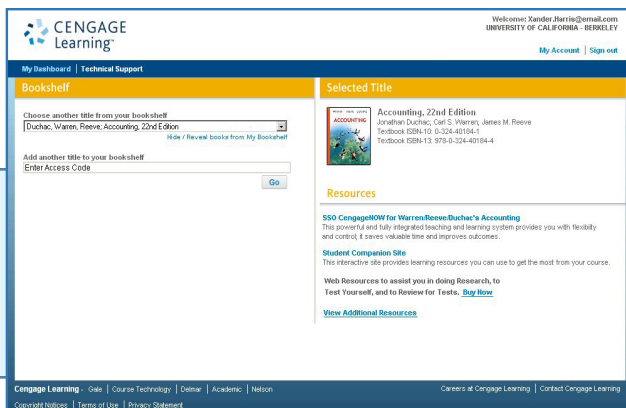 CENGAGE
Learning™
Welcome: Xander.Harris@email.com
UNIVERSITY OF CALIFORNIA - BERKELEY
My Account | Sign out
My Dashboard | Technical Support
Bookshelf
Choose another title from your bookshelf
Duchac, Warren, Reeve; Accounting, 22nd Edition
Hide / Reveal books from My Bookshelf
Add another title to your bookshelf
Enter Access Code
Go
Selected Title
ACCOUNTING
Accounting, 22nd Edition
Jonathan Duchac; Carl S. Warren; James M. Reeve
Textbook ISBN-10: 0-324-40184-1
Textbook ISBN-13: 978-0-324-40184-4
Resources
SSO CengageNOW for Warren/Reeve/Duchac's Accounting
This powerful and fully integrated teaching and learning system provides you with flexiblity
and control; it saves valuable time and improves outcomes.
Student Companion Site
This interactive site provides learning resources you can use to get the most from your course.
Web Resources to assist you in doing Research, to
Test Yourself, and to Review for Tests. Buy Now
View Additional Resources
Cengage Learning - Gale | Course Technology | Delmar | Academic | Nelson
Careers at Cengage Learning | Contact Cengage Learning
Copyright Notices | Terms of Use | Privacy Statement